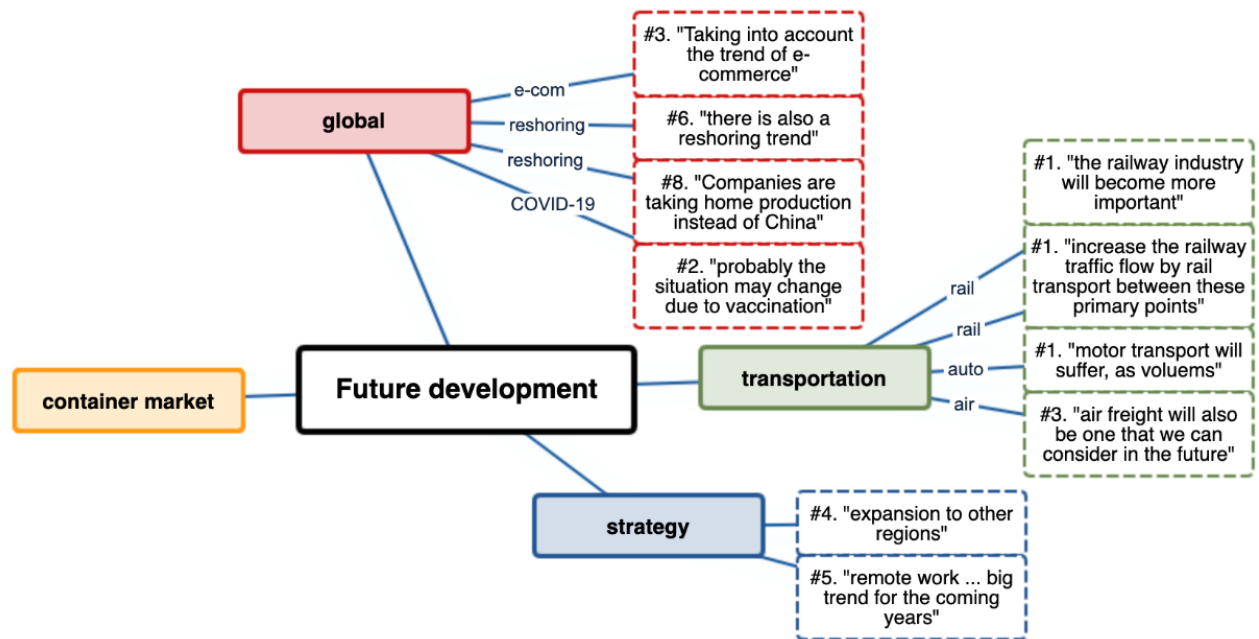 #3. "Taking into account
the trend of e-
commerce"
e-com
global
reshoring
#6. "there is also a
reshoring trend"
reshoring
#8. "Companies are
taking home production
instead of China"
COVID-19
#2. "probably the
situation may change
due to vaccination"
#1. "the railway industry
will become more
important"
rail
#1. "increase the railway
traffic flow by rail
transport between these
primary points"
rail
container market
Future development
transportation
auto
#1. "motor transport will
suffer, as voluems"
air
#3. "air freight will also
be one that we can
consider in the future"
strategy
#4. "expansion to other
regions"
#5. "remote work ... big
trend for the coming
years"